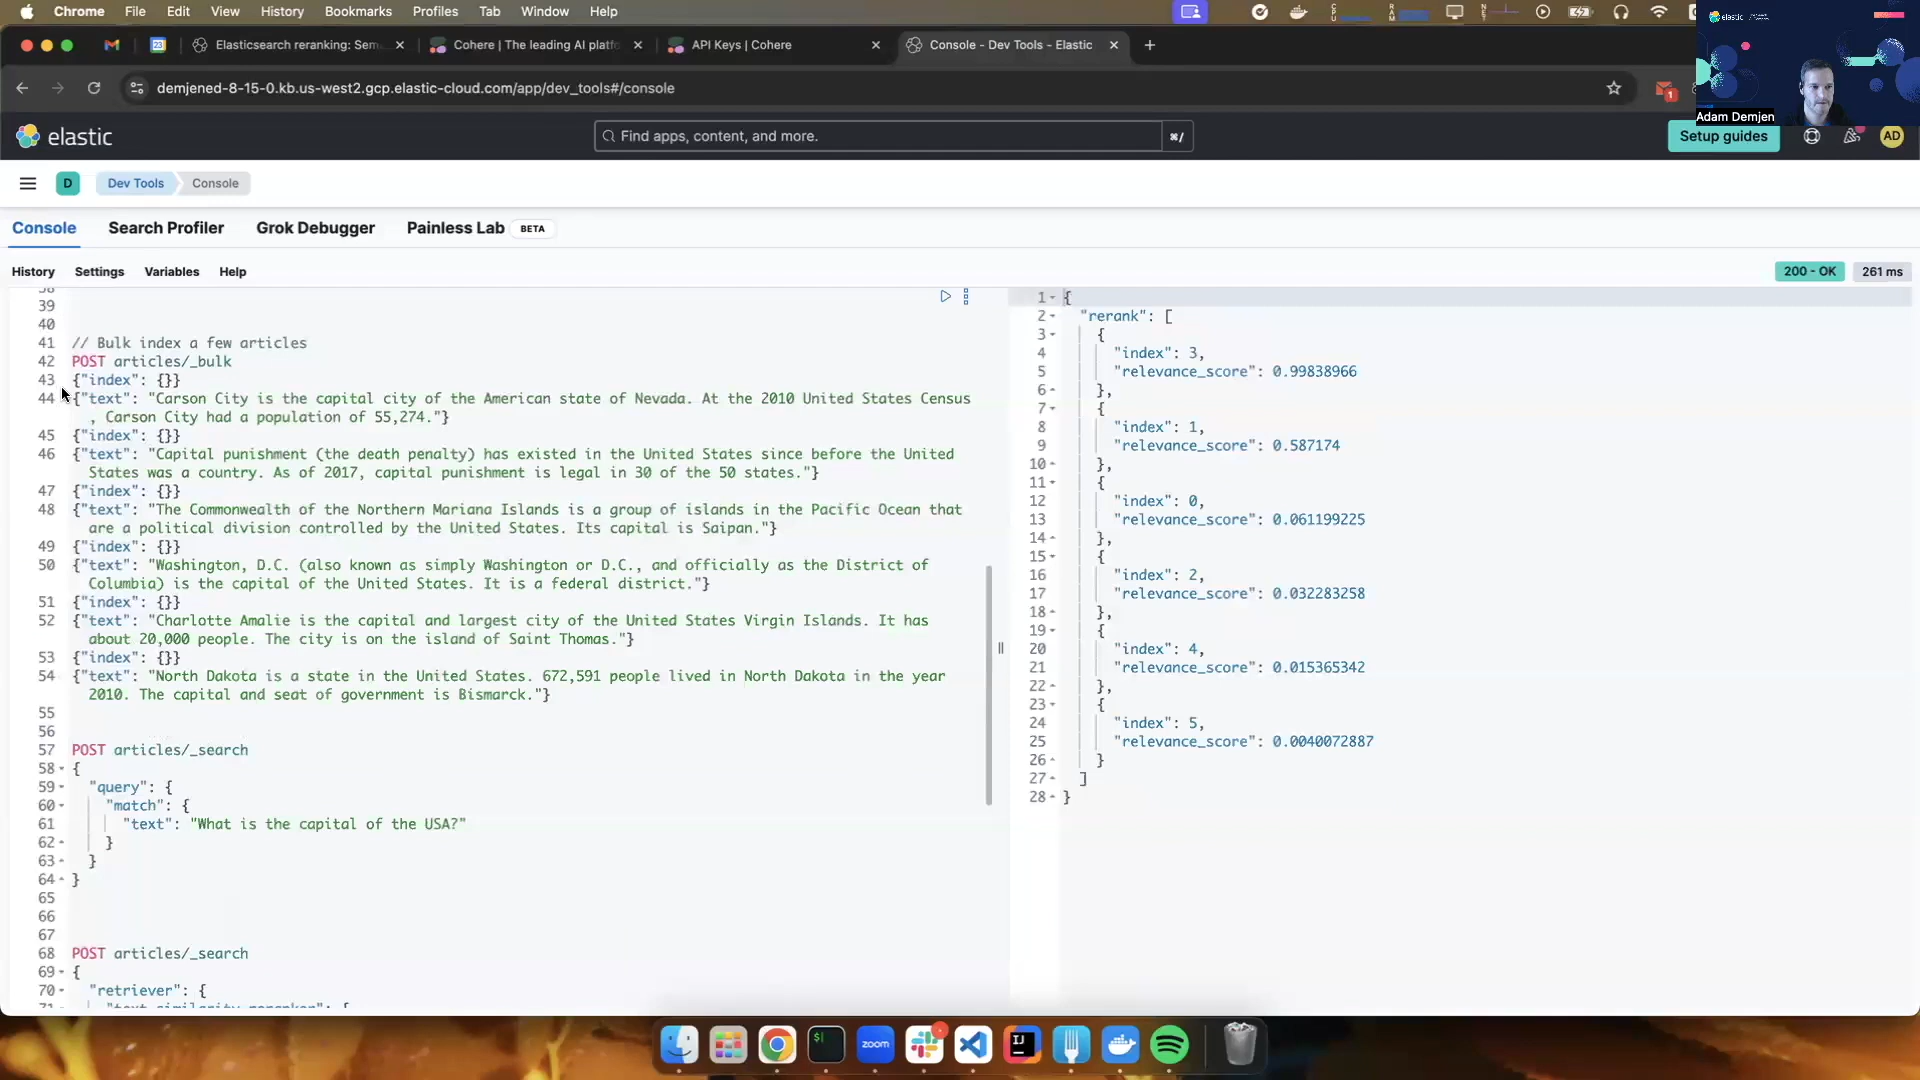 Chrome File Edit View History Bookmarks Profiles Tab Window Help
Elasticsearch reranking: Sem
Cohere | The leading AI platf
API Keys | Cohere
Console - Dev Tools - Elastic
demjened-8-15-0.kb.us-west2.gcp.elastic-cloud.com/app/dev_tools#/console
1
elastic
Adam Demjen
elastic
Find apps, content, and more.
⌘/
Setup guides
AD
D
Dev Tools
Console
Console
Search Profiler
Grok Debugger
Painless Lab
BETA
History Settings Variables Help
200 - OK
261 ms
38
39
40
41 // Bulk index a few articles
42 POST articles/_bulk
43 {"index": {}}
44 {"text": "Carson City is the capital city of the American state of Nevada. At the 2010 United States Census
, Carson City had a population of 55,274."}
45 {"index": {}}
46 {"text": "Capital punishment (the death penalty) has existed in the United States since before the United
States was a country. As of 2017, capital punishment is legal in 30 of the 50 states."}
47 {"index": {}}
48 {"text": "The Commonwealth of the Northern Mariana Islands is a group of islands in the Pacific Ocean that
are a political division controlled by the United States. Its capital is Saipan."}
49 {"index": {}}
50 {"text": "Washington, D.C. (also known as simply Washington or D.C., and officially as the District of
Columbia) is the capital of the United States. It is a federal district."}
51 {"index": {}}
52 {"text": "Charlotte Amalie is the capital and largest city of the United States Virgin Islands. It has
about 20,000 people. The city is on the island of Saint Thomas."}
53 {"index": {}}
54 {"text": "North Dakota is a state in the United States. 672,591 people lived in North Dakota in the year
2010. The capital and seat of government is Bismarck."}
55
56
57 POST articles/_search
58 {
59 "query": {
60 "match": {
61 "text": "What is the capital of the USA?"
62 }
63 }
64 }
65
66
67
68 POST articles/_search
69 {
70 "retriever": {
71 "text_similarity_reranker": {
1 {
2 "rerank": [
3 {
4 "index": 3,
5 "relevance_score": 0.99838966
6 },
7 {
8 "index": 1,
9 "relevance_score": 0.587174
10 },
11 {
12 "index": 0,
13 "relevance_score": 0.061199225
14 },
15 {
16 "index": 2,
17 "relevance_score": 0.032283258
18 },
19 {
20 "index": 4,
21 "relevance_score": 0.015365342
22 },
23 {
24 "index": 5,
25 "relevance_score": 0.0040072887
26 }
27 ]
28 }
zoom